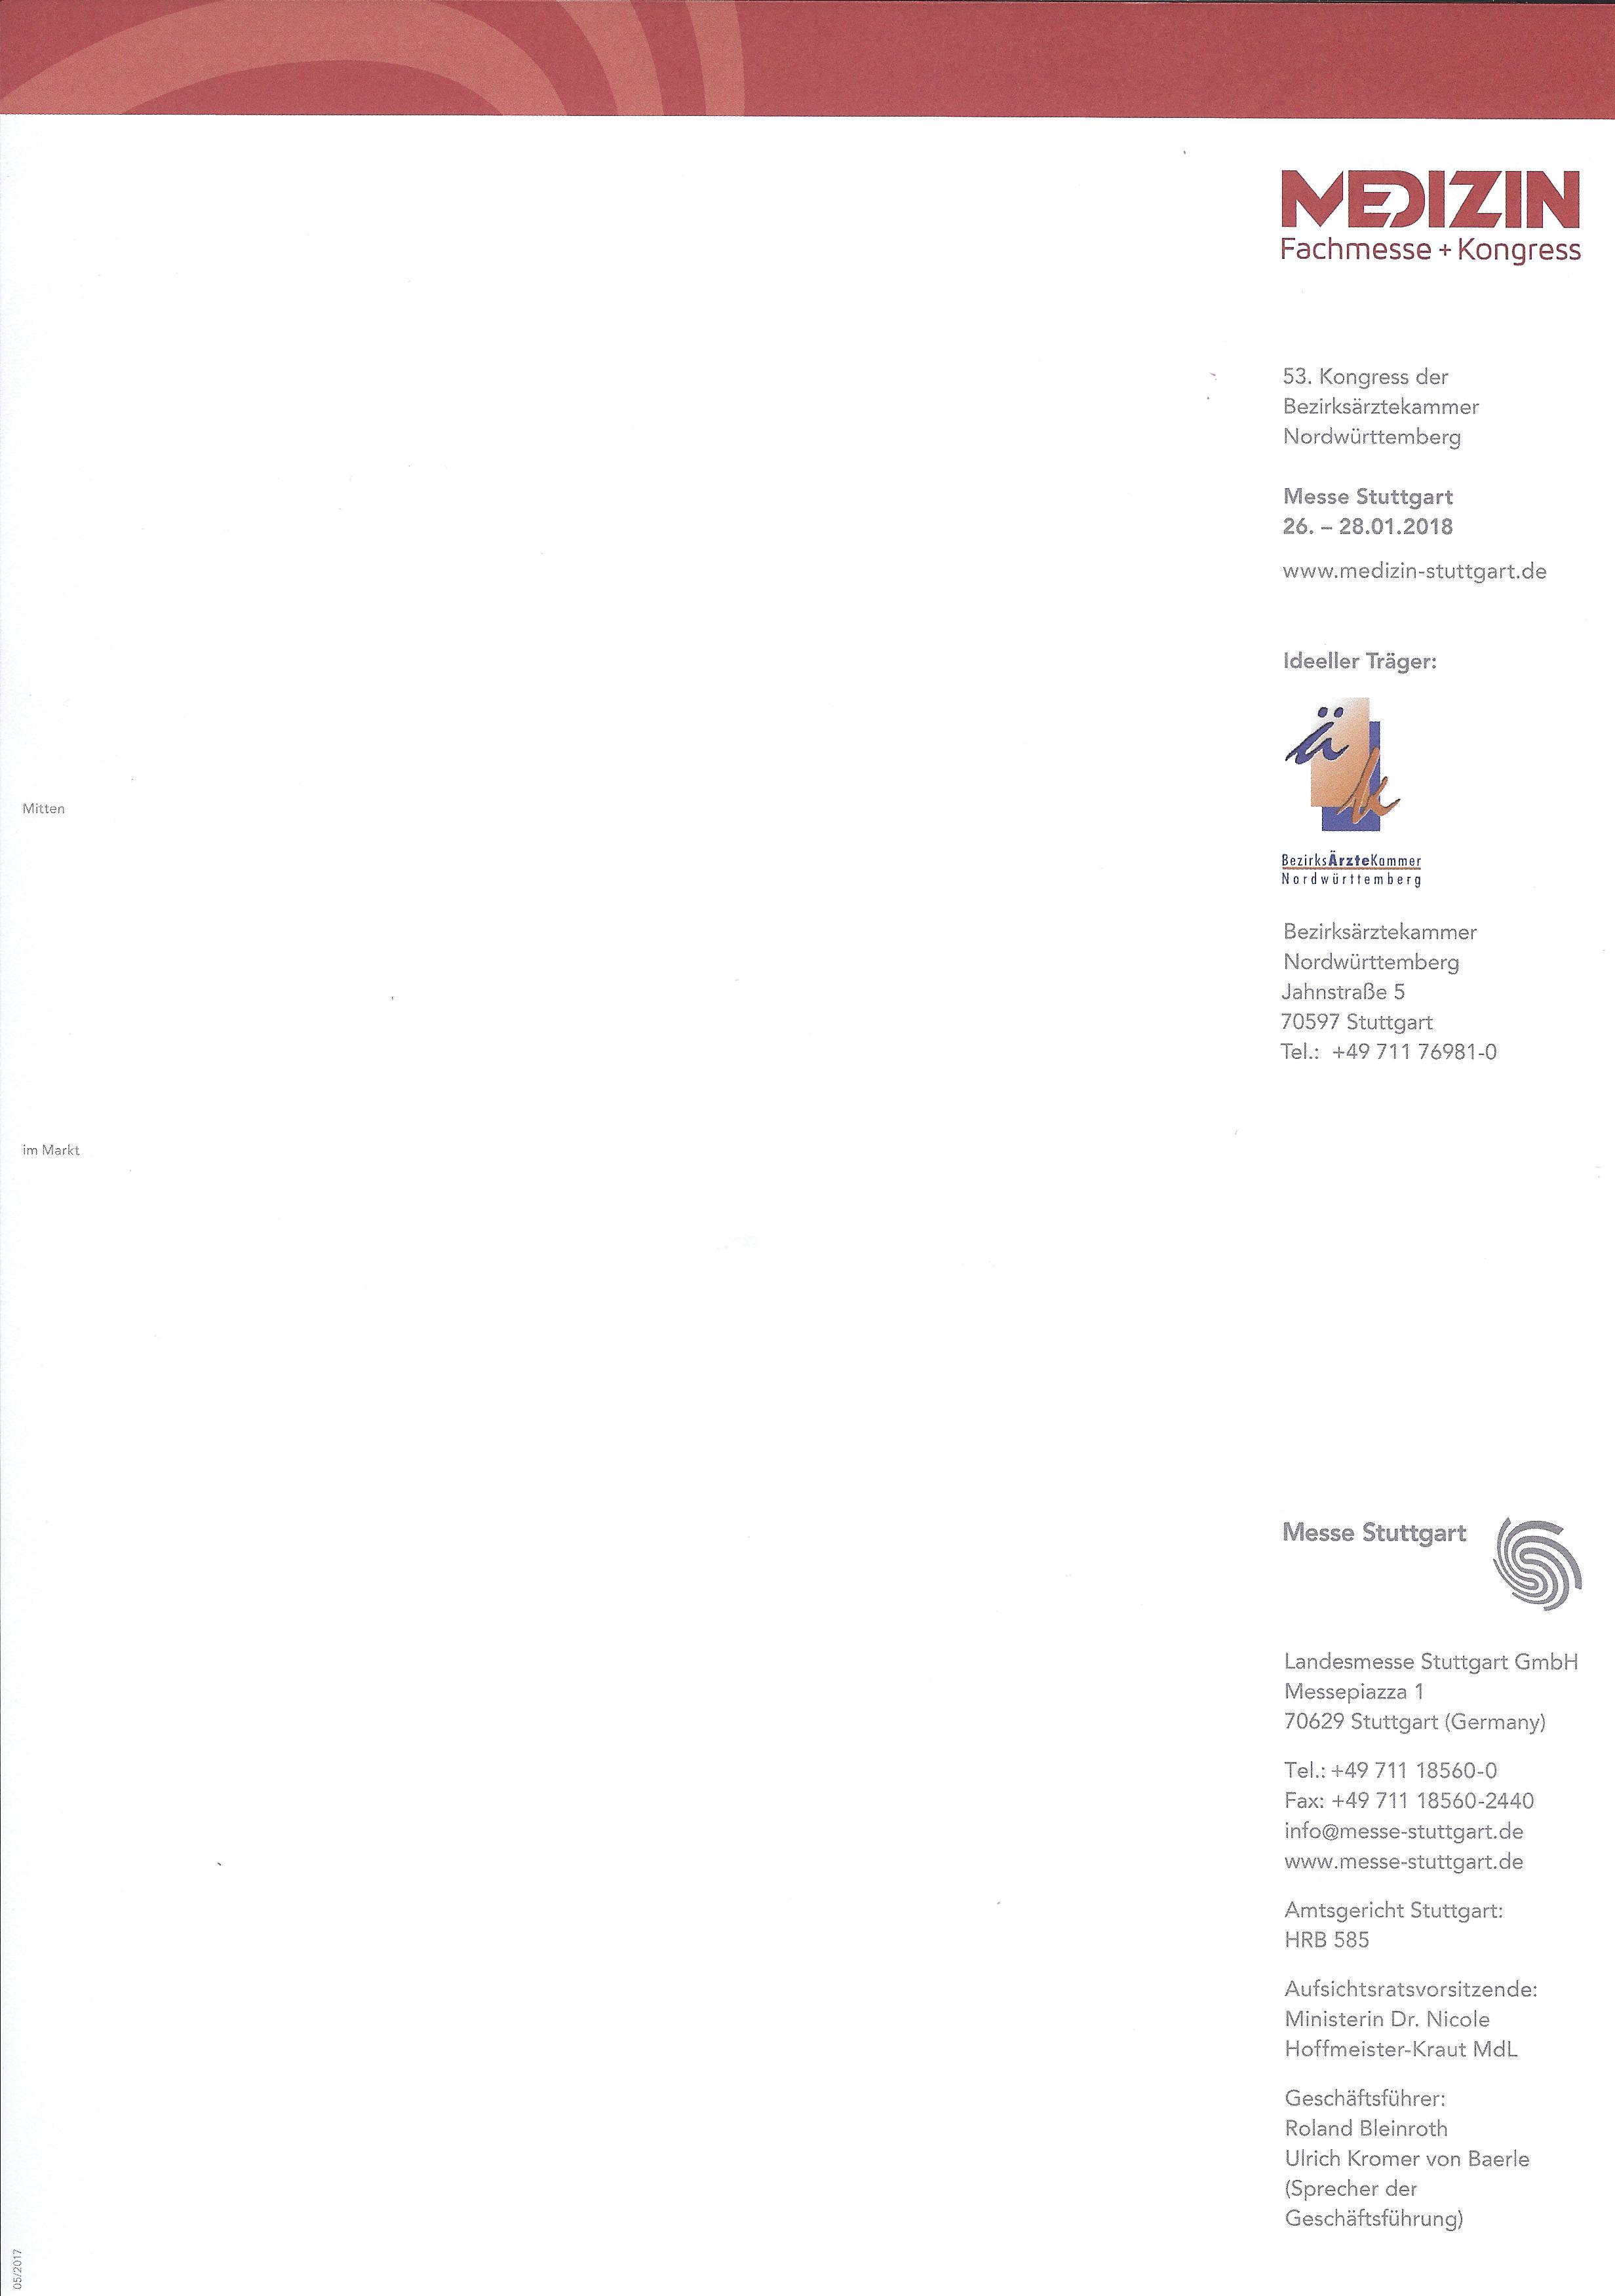 MEDIZIN
Fachmesse + Kongress
53. Kongress der
Bezirksärztekammer
Nordwürttemberg
Messe Stuttgart
26. – 28.01.2018
www.medizin-stuttgart.de
Ideeller Träger:
äk
BezirksÄrzteKammer
Nordwürttemberg
Bezirksärztekammer
Nordwürttemberg
Jahnstraße 5
70597 Stuttgart
Tel.: +49 711 76981-0
Mitten
im Markt
Messe Stuttgart
Landesmesse Stuttgart GmbH
Messepiazza 1
70629 Stuttgart (Germany)
Tel.: +49 711 18560-0
Fax: +49 711 18560-2440
info@messe-stuttgart.de
www.messe-stuttgart.de
Amtsgericht Stuttgart:
HRB 585
Aufsichtsratsvorsitzende:
Ministerin Dr. Nicole
Hoffmeister-Kraut MdL
Geschäftsführer:
Roland Bleinroth
Ulrich Kromer von Baerle
(Sprecher der
Geschäftsführung)
05/2017